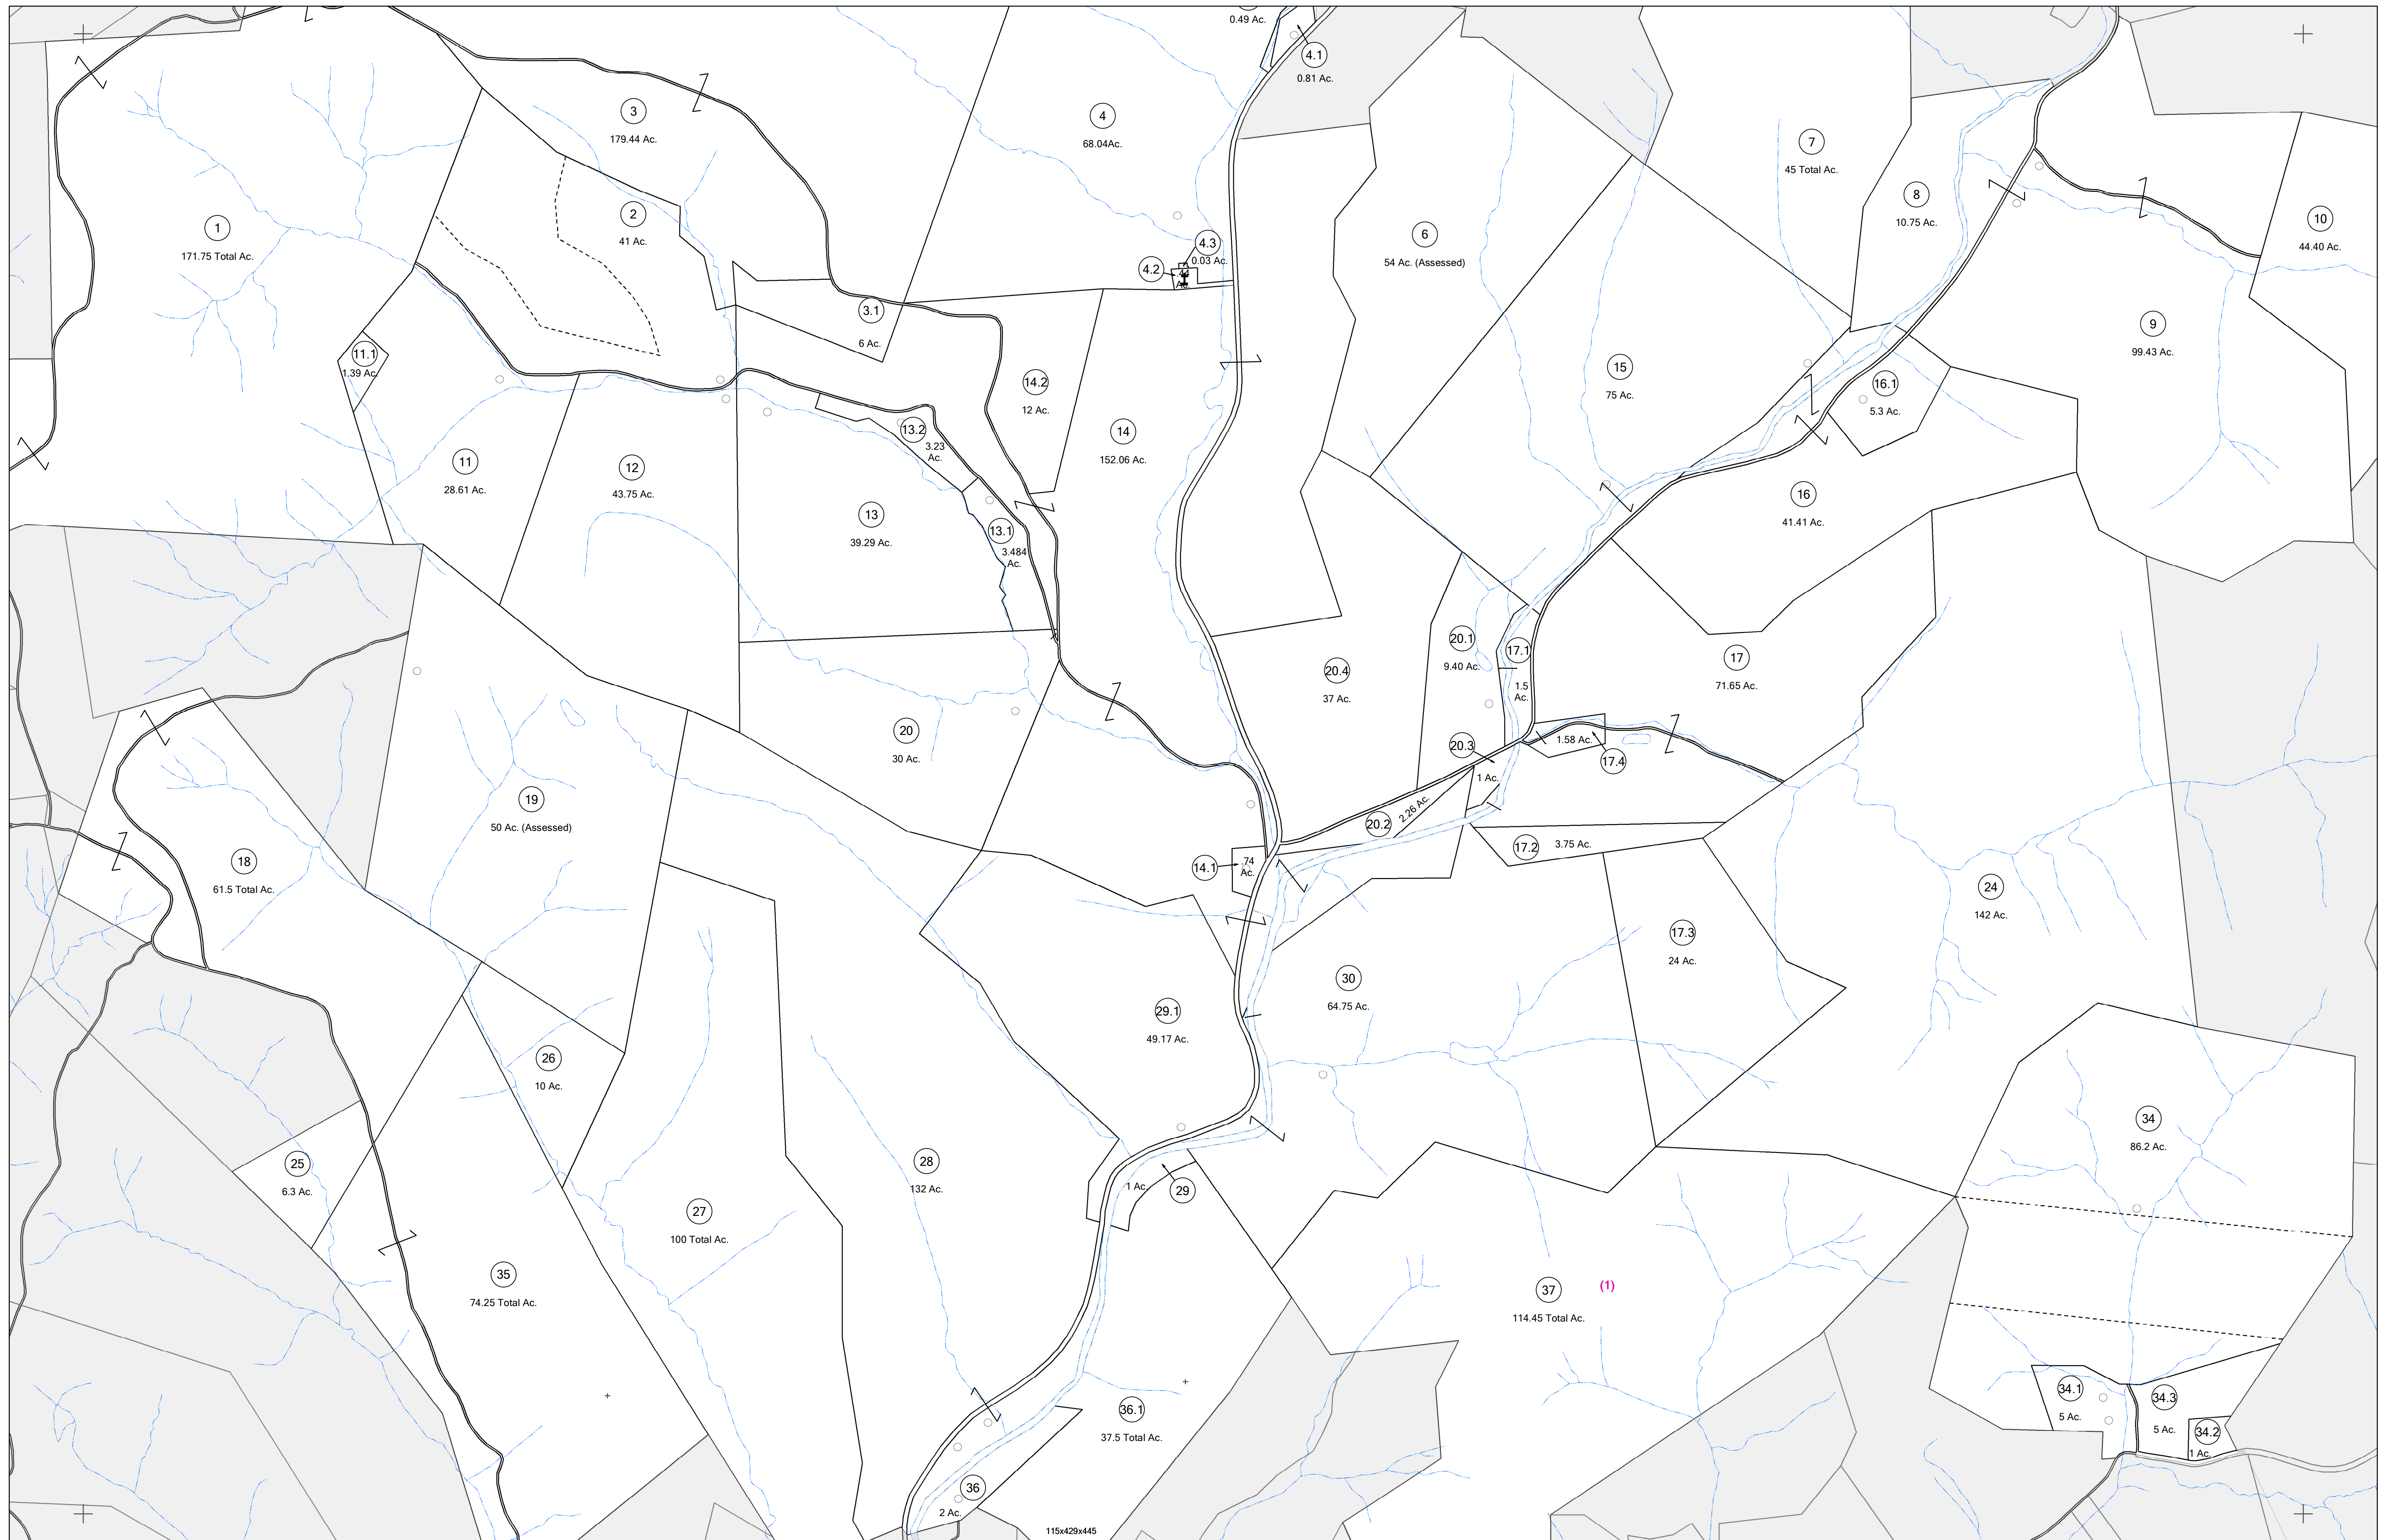 0.49 Ac.
4.1
0.81 Ac.
3
179.44 Ac.
4
68.04Ac.
7
45 Total Ac.
8
10.75 Ac.
1
171.75 Total Ac.
2
41 Ac.
6
54 Ac. (Assessed)
10
44.40 Ac.
4.3
0.03 Ac.
4.2
Ac.
3.1
6 Ac.
9
99.43 Ac.
11.1
1.39 Ac.
14.2
12 Ac.
15
75 Ac.
16.1
5.3 Ac.
13.2
3.23
Ac.
14
152.06 Ac.
11
28.61 Ac.
12
43.75 Ac.
16
41.41 Ac.
13
39.29 Ac.
13.1
3.484
Ac.
20.1
9.40 Ac.
17.1
1.5
Ac.
17
71.65 Ac.
20.4
37 Ac.
20
30 Ac.
20.3
1 Ac.
1.58 Ac.
17.4
19
50 Ac. (Assessed)
20.2
2.26 Ac.
17.2
3.75 Ac.
18
61.5 Total Ac.
14.1
.74
Ac.
24
142 Ac.
17.3
24 Ac.
30
64.75 Ac.
29.1
49.17 Ac.
26
10 Ac.
34
86.2 Ac.
25
6.3 Ac.
28
132 Ac.
1 Ac.
29
27
100 Total Ac.
35
74.25 Total Ac.
37
(1)
114.45 Total Ac.
36.1
37.5 Total Ac.
34.1
5 Ac.
34.3
5 Ac.
34.2
1 Ac.
36
2 Ac.
115x429x445